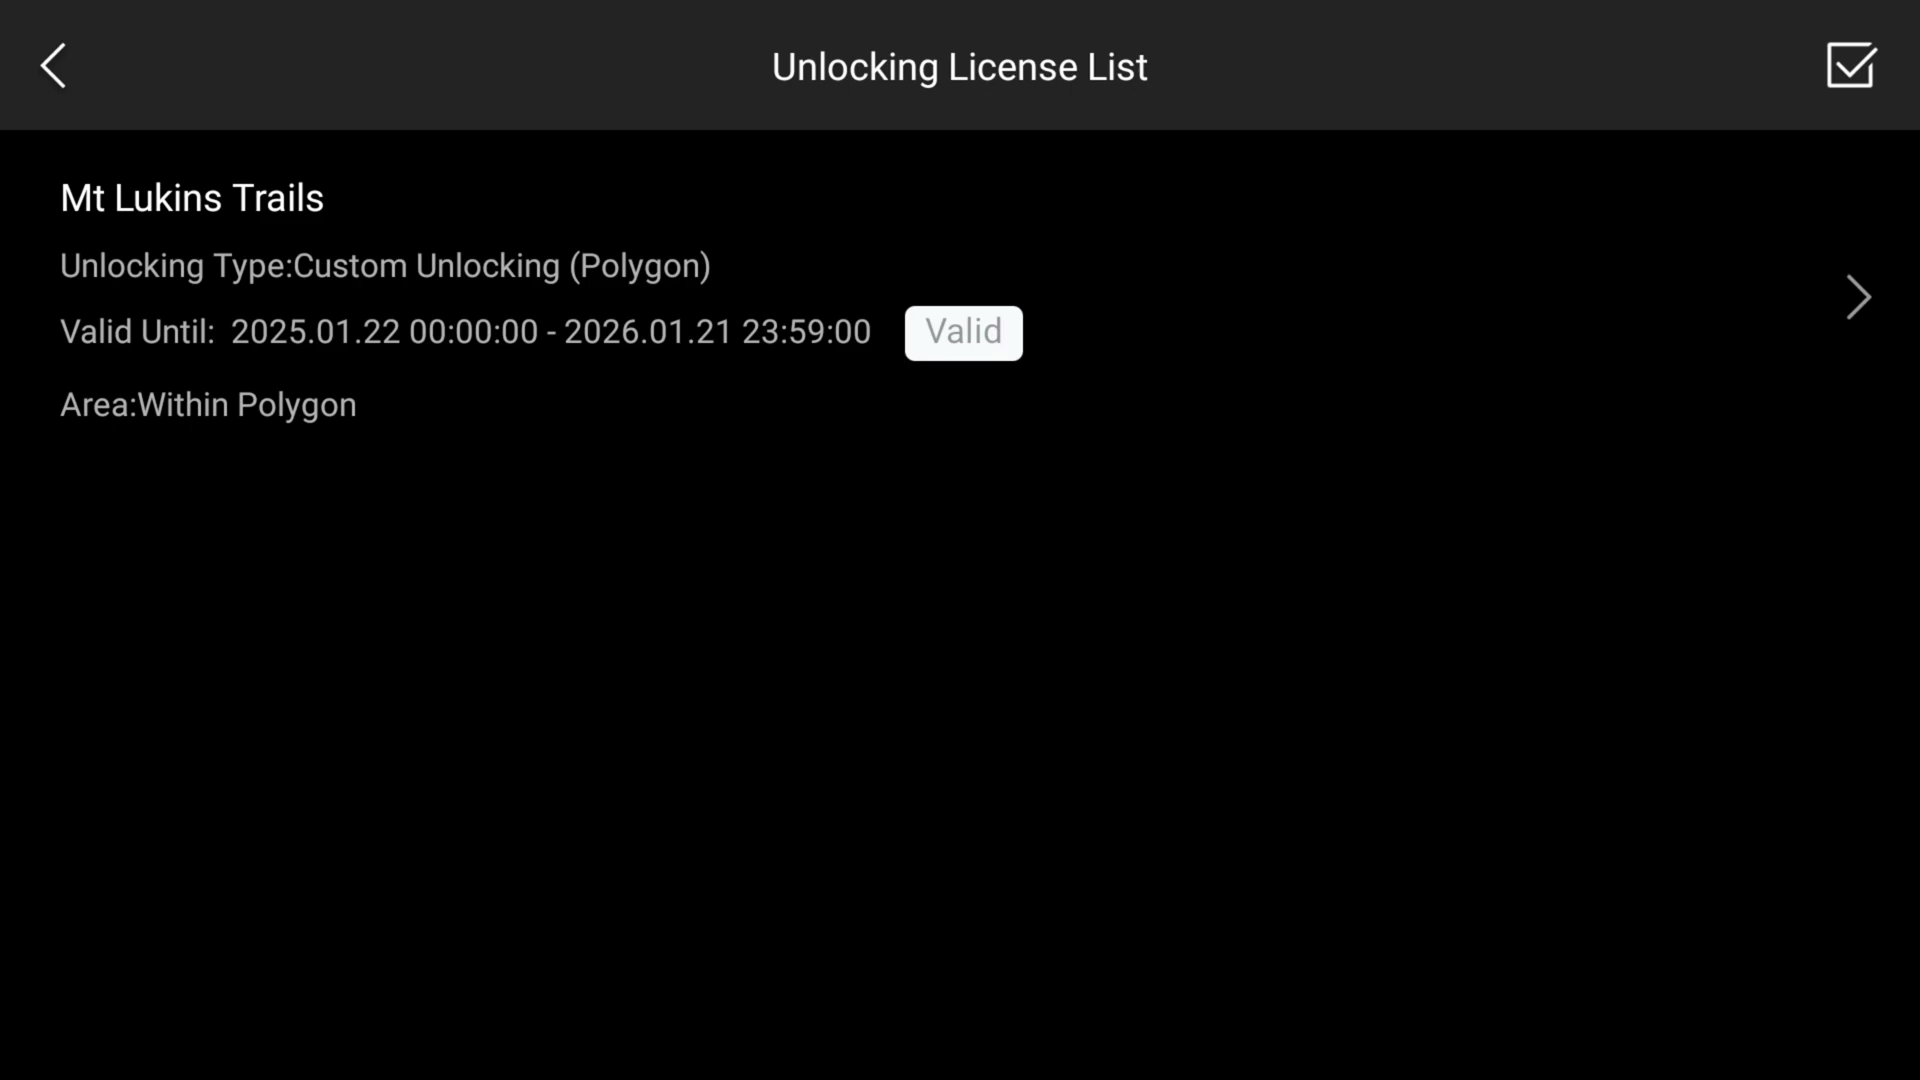 Unlocking License List
Mt Lukins Trails
Unlocking Type:Custom Unlocking (Polygon)
Valid Until: 2025.01.22 00:00:00 - 2026.01.21 23:59:00 Valid
Area:Within Polygon